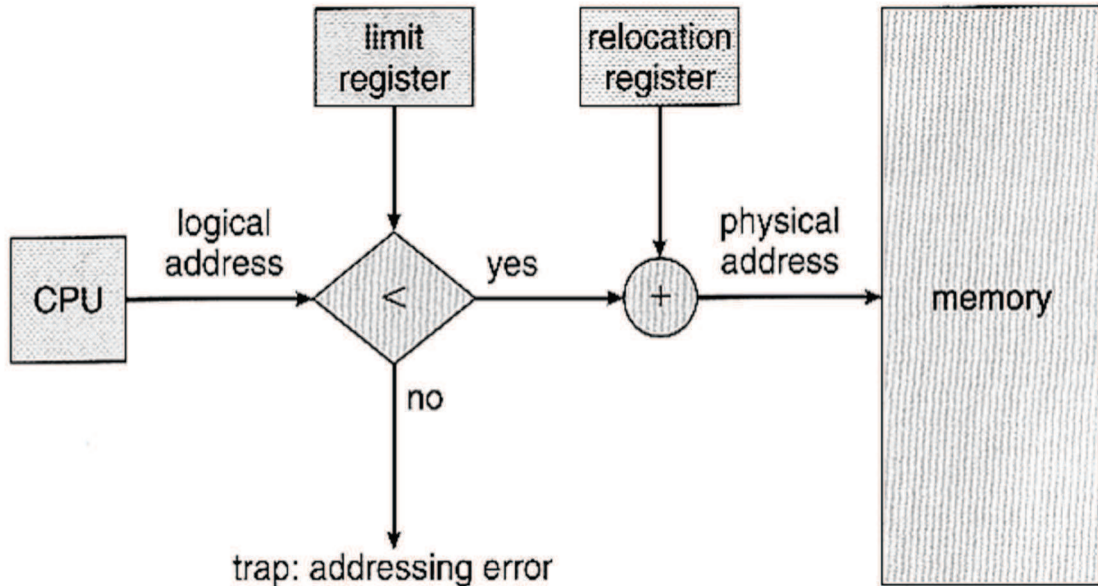 limit
register
relocation
register
logical
address
yes
physical
address
CPU
<
+
memory
no
trap: addressing error